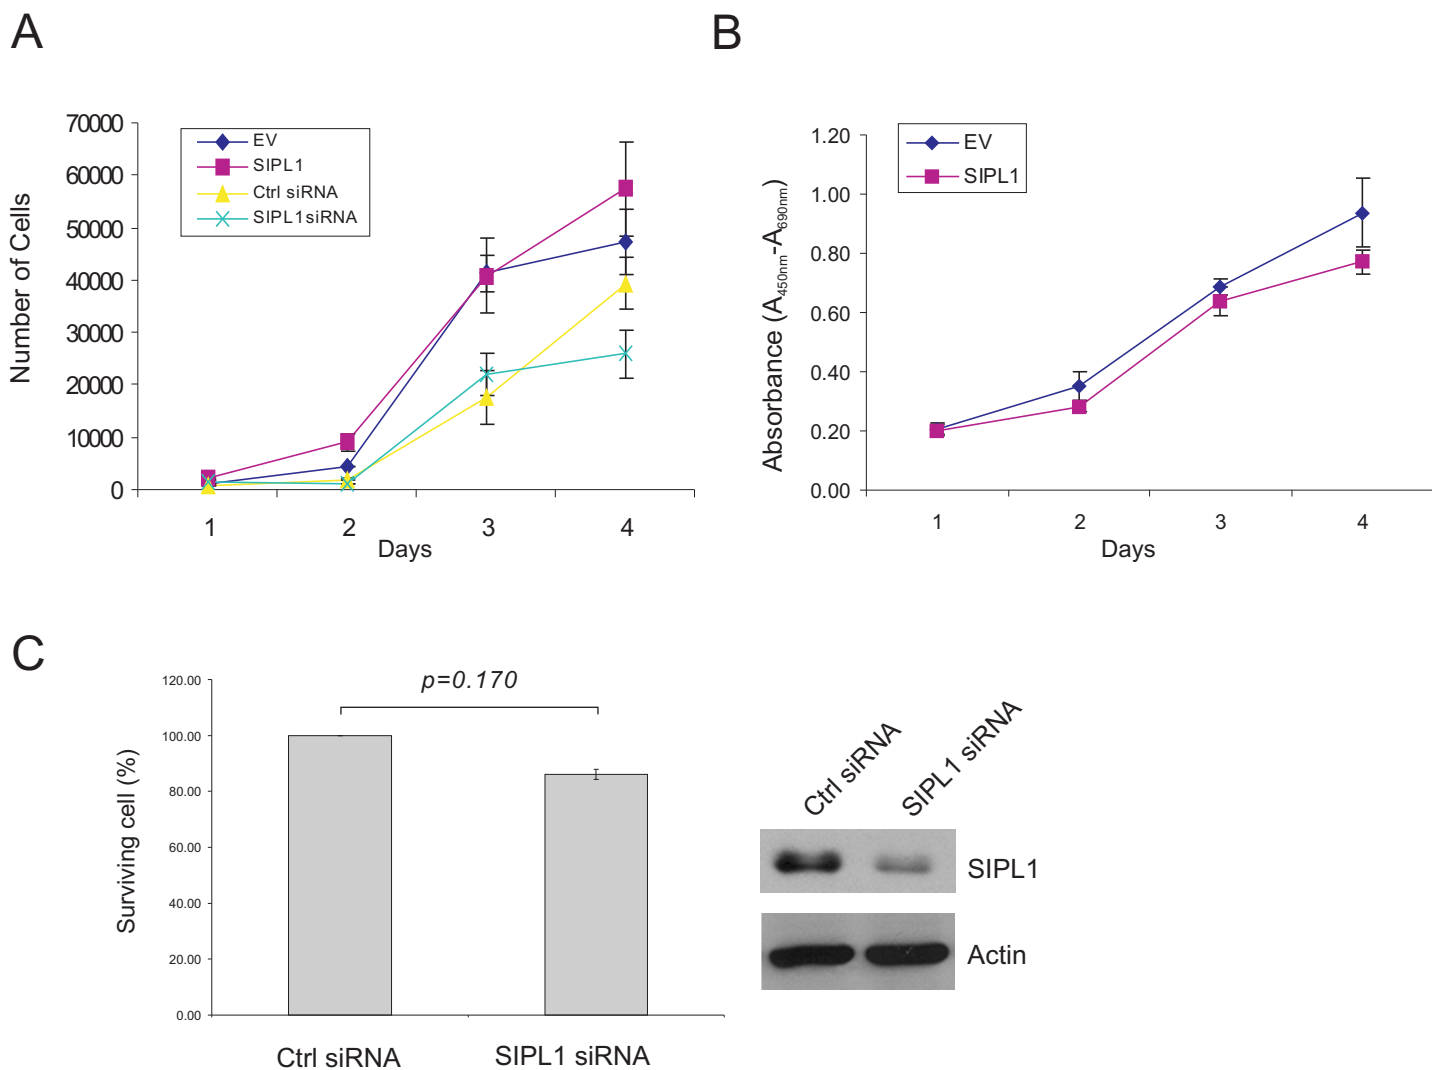 A
70000
60000
50000
40000
30000
20000
10000
0
Number of Cells
EV
SIPL1
Ctrl siRNA
SIPL1siRNA
1 2 3 4
Days
B
1.20
1.00
0.80
0.60
0.40
0.20
0.00
Absorbance (A450nm-A690nm)
EV
SIPL1
1 2 3 4
Days
C
120.00
100.00
80.00
60.00
40.00
20.00
0.00
Surviving cell (%)
p=0.170
Ctrl siRNA SIPL1 siRNA
Ctrl siRNA
SIPL1 siRNA
SIPL1
Actin